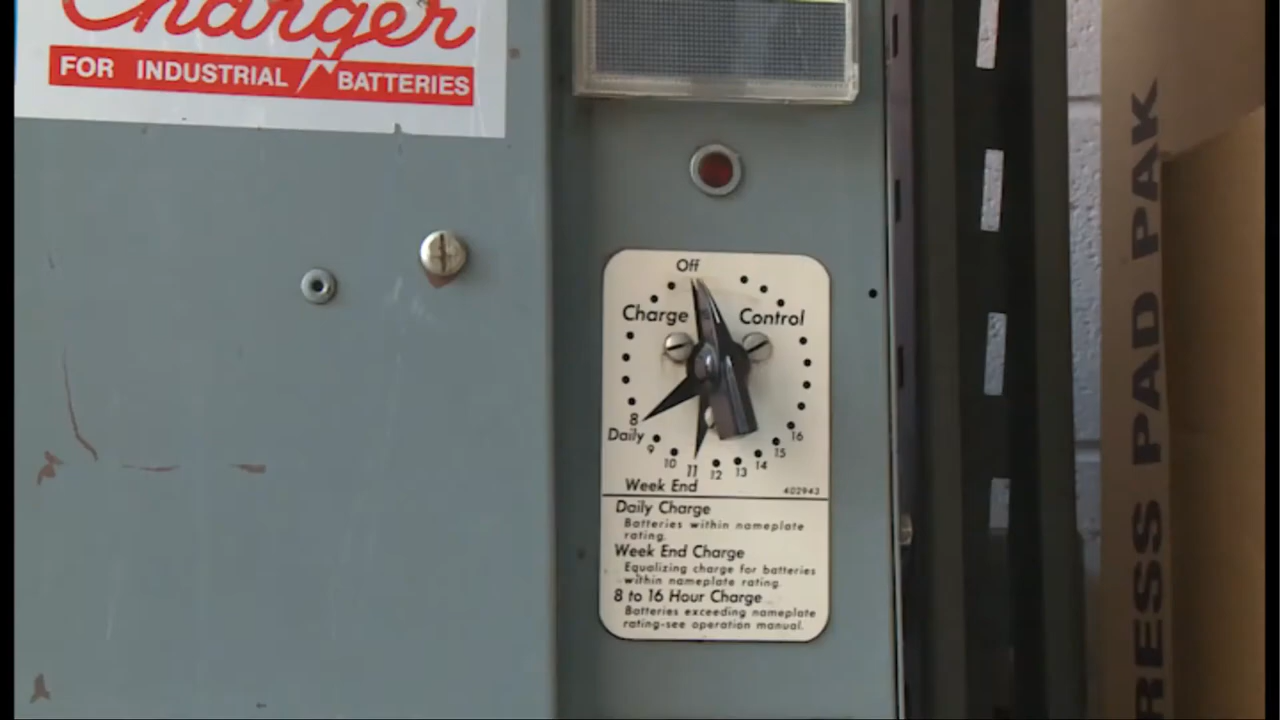 Charger
FOR INDUSTRIAL BATTERIES
Off
Charge Control
8
Daily
9
10
11
12
13
14
15
16
Week End
402943
Daily Charge
Batteries within nameplate
rating.
Week End Charge
Equalizing charge for batteries
within nameplate rating.
8 to 16 Hour Charge
Batteries exceeding nameplate
rating-see operation manual.
RESS PAD PAK